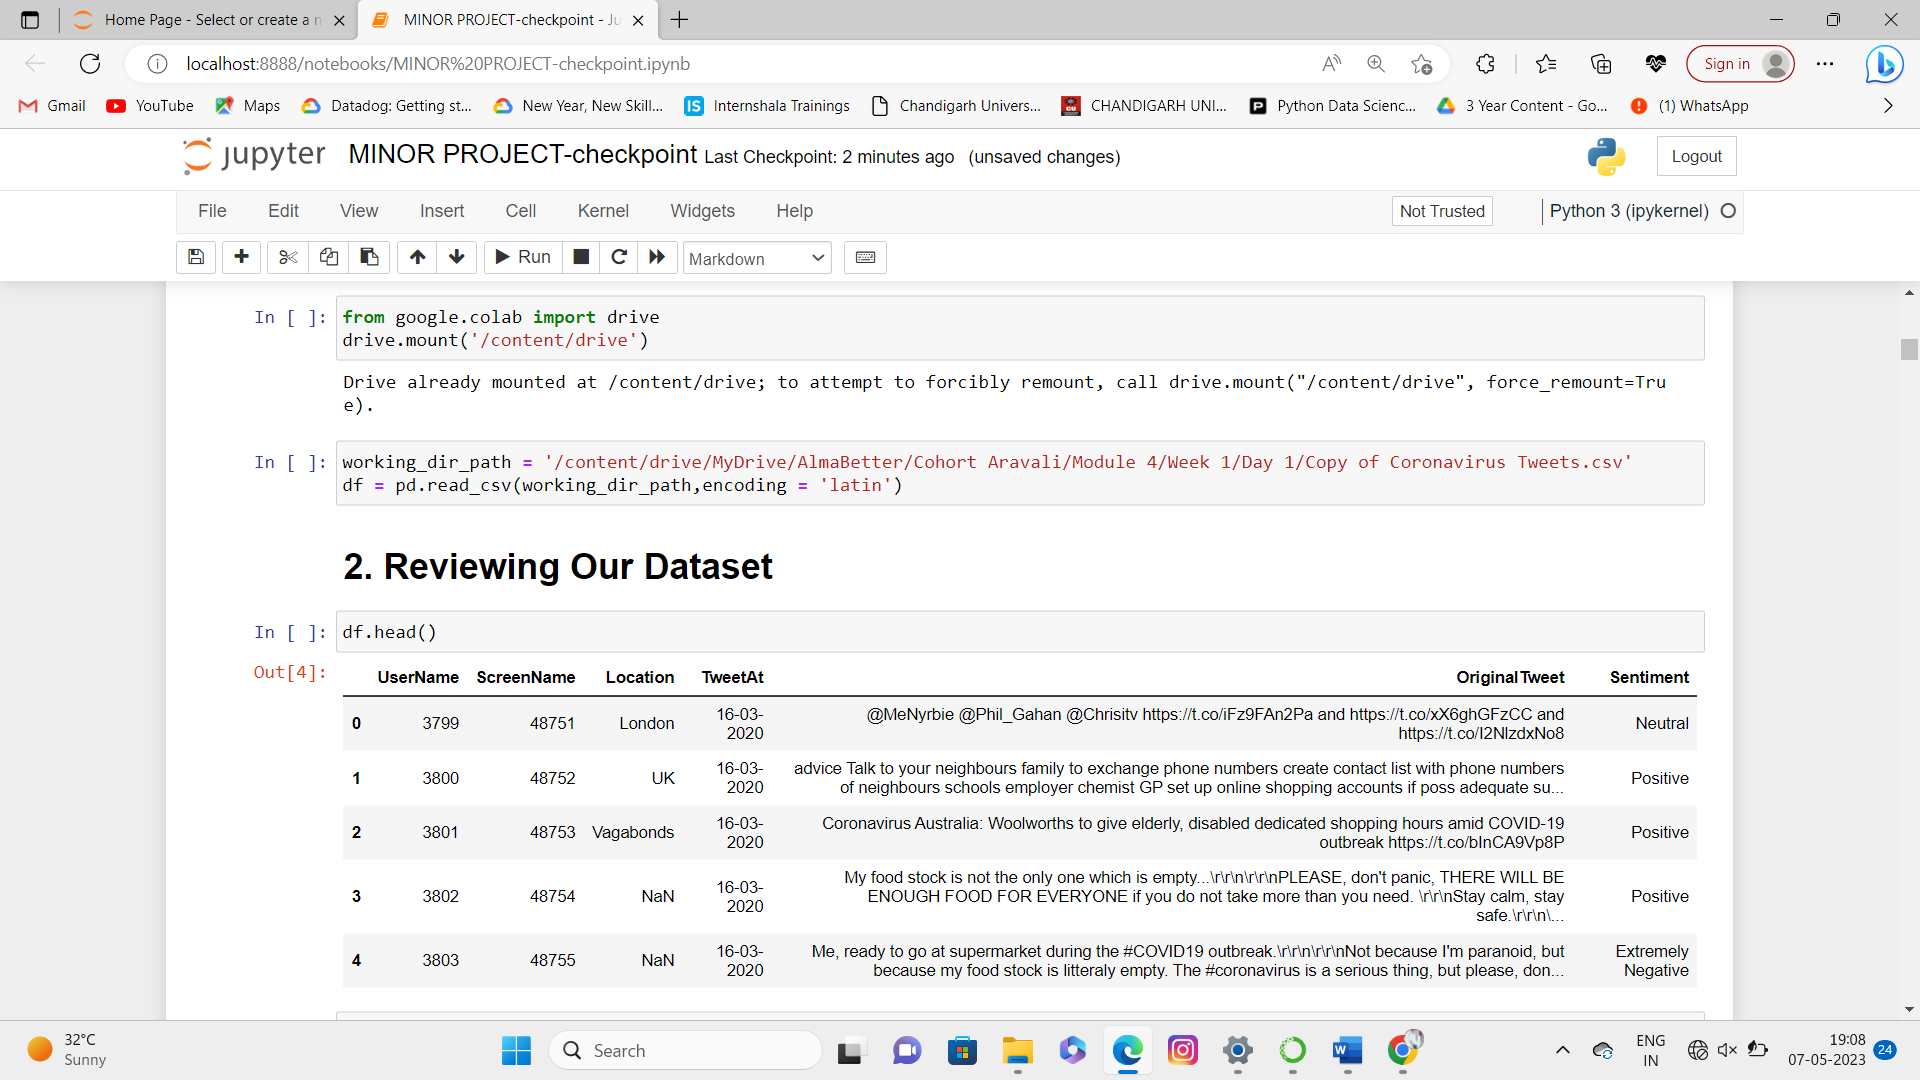 Home Page - Select or create a n
MINOR PROJECT-checkpoint - Ju
localhost:8888/notebooks/MINOR%20PROJECT-checkpoint.ipynb
Sign in
Gmail
YouTube
Maps
Datadog: Getting st...
New Year, New Skill...
IS Internshala Trainings
Chandigarh Univers...
CHANDIGARH UNI...
Python Data Scienc...
3 Year Content - Go...
(1) WhatsApp
jupyter MINOR PROJECT-checkpoint Last Checkpoint: 2 minutes ago (unsaved changes)
Logout
File Edit View Insert Cell Kernel Widgets Help
Not Trusted Python 3 (ipykernel)
Run Markdown
In [ ]: from google.colab import drive
drive.mount('/content/drive')
Drive already mounted at /content/drive; to attempt to forcibly remount, call drive.mount("/content/drive", force_remount=Tru
e).
In [ ]: working_dir_path = '/content/drive/MyDrive/AlmaBetter/Cohort Aravali/Module 4/Week 1/Day 1/Copy of Coronavirus Tweets.csv'
df = pd.read_csv(working_dir_path,encoding = 'latin')
2. Reviewing Our Dataset
In [ ]: df.head()
Out[4]:
UserName ScreenName Location TweetAt OriginalTweet Sentiment
0 3799 48751 London 16-03-2020 @MeNyrbie @Phil_Gahan @Chrisitv https://t.co/iFz9FAn2Pa and https://t.co/xX6ghGFzCC and
https://t.co/I2NlzdxNo8 Neutral
1 3800 48752 UK 16-03-2020 advice Talk to your neighbours family to exchange phone numbers create contact list with phone numbers
of neighbours schools employer chemist GP set up online shopping accounts if poss adequate su... Positive
2 3801 48753 Vagabonds 16-03-2020 Coronavirus Australia: Woolworths to give elderly, disabled dedicated shopping hours amid COVID-19
outbreak https://t.co/bInCA9Vp8P Positive
3 3802 48754 NaN 16-03-2020 My food stock is not the only one which is empty...\r\r\n\r\r\nPLEASE, don't panic, THERE WILL BE
ENOUGH FOOD FOR EVERYONE if you do not take more than you need. \r\r\nStay calm, stay
safe.\r\r\n\... Positive
4 3803 48755 NaN 16-03-2020 Me, ready to go at supermarket during the #COVID19 outbreak.\r\r\n\r\r\nNot because I'm paranoid, but
because my food stock is litteraly empty. The #coronavirus is a serious thing, but please, don... Extremely Negative
32°C
Sunny
Search
ENG
IN
19:08
07-05-2023
24